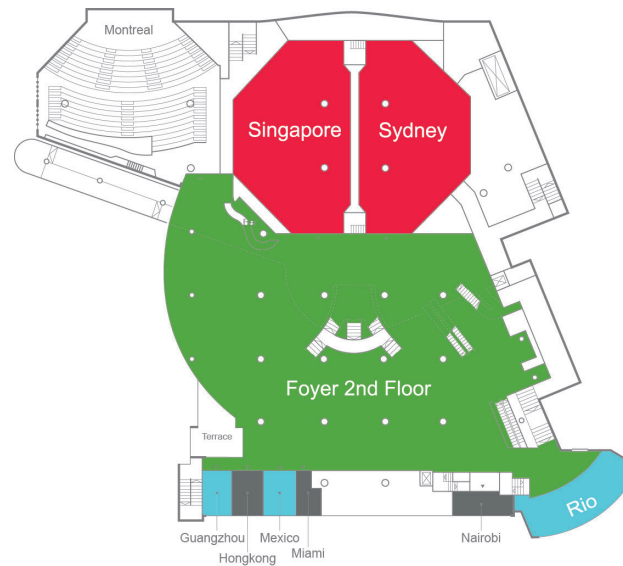 Montreal
Singapore
Sydney
Foyer 2nd Floor
Terrace
Rio
Guangzhou
Hongkong
Mexico
Miami
Nairobi